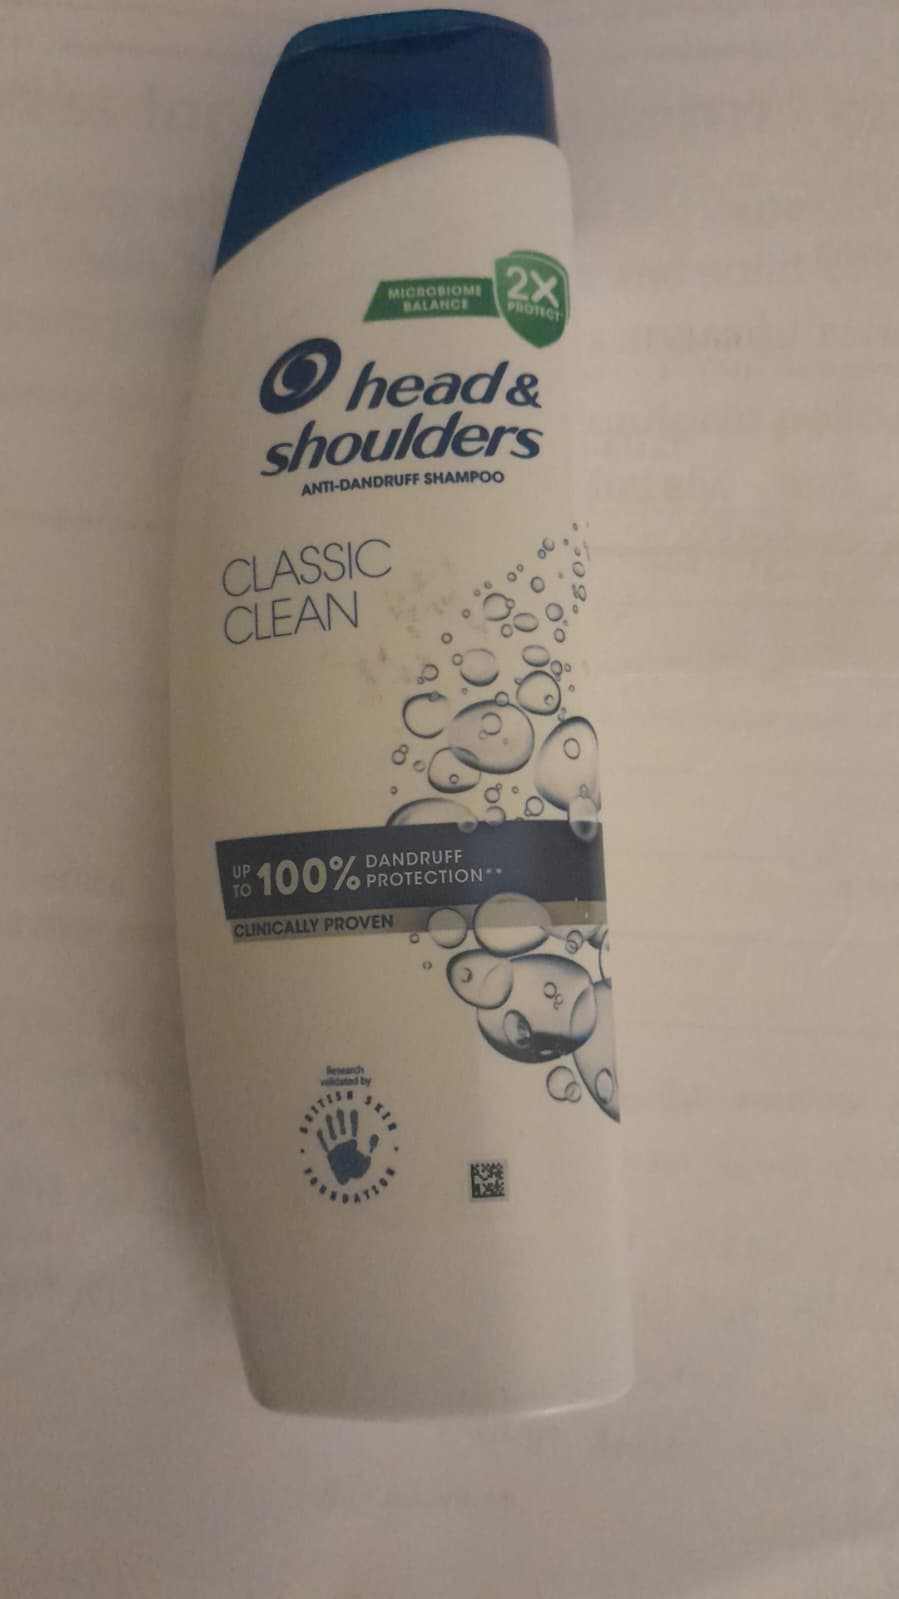 MICROBIOME
BALANCE
2X
PROTECT
head &
shoulders
ANTI-DANDRUFF SHAMPOO
CLASSIC
CLEAN
UP
TO
100%
DANDRUFF
PROTECTION**
CLINICALLY PROVEN
Research
validated by
BRITISH SKIN
FOUNDATION